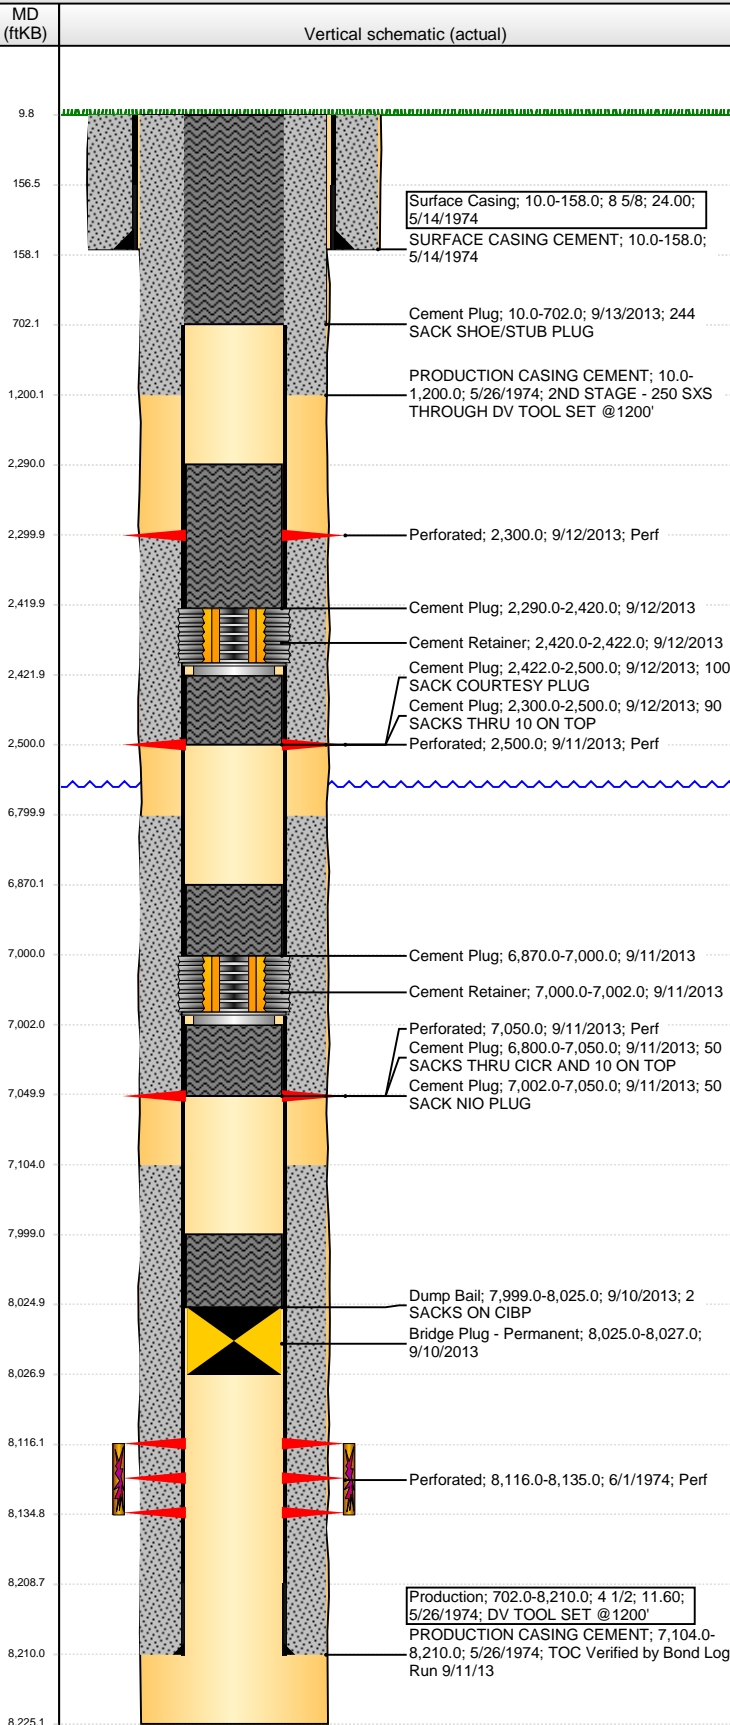 MD
(ftKB)
Vertical schematic (actual)
9.8
156.5
Surface Casing; 10.0-158.0; 8 5/8; 24.00;
5/14/1974
SURFACE CASING CEMENT; 10.0-158.0;
5/14/1974
158.1
Cement Plug; 10.0-702.0; 9/13/2013; 244
SACK SHOE/STUB PLUG
702.1
PRODUCTION CASING CEMENT; 10.0-
1,200.0; 5/26/1974; 2ND STAGE - 250 SXS
THROUGH DV TOOL SET @1200'
1,200.1
2,290.0
2,299.9
Perforated; 2,300.0; 9/12/2013; Perf
2,419.9
Cement Plug; 2,290.0-2,420.0; 9/12/2013
Cement Retainer; 2,420.0-2,422.0; 9/12/2013
2,421.9
Cement Plug; 2,422.0-2,500.0; 9/12/2013; 100
SACK COURTESY PLUG
Cement Plug; 2,300.0-2,500.0; 9/12/2013; 90
SACKS THRU 10 ON TOP
2,500.0
Perforated; 2,500.0; 9/11/2013; Perf
6,799.9
6,870.1
7,000.0
Cement Plug; 6,870.0-7,000.0; 9/11/2013
Cement Retainer; 7,000.0-7,002.0; 9/11/2013
7,002.0
Perforated; 7,050.0; 9/11/2013; Perf
Cement Plug; 6,800.0-7,050.0; 9/11/2013; 50
SACKS THRU CICR AND 10 ON TOP
Cement Plug; 7,002.0-7,050.0; 9/11/2013; 50
SACK NIO PLUG
7,049.9
7,104.0
7,999.0
8,024.9
Dump Bail; 7,999.0-8,025.0; 9/10/2013; 2
SACKS ON CIBP
Bridge Plug - Permanent; 8,025.0-8,027.0;
9/10/2013
8,026.9
8,116.1
Perforated; 8,116.0-8,135.0; 6/1/1974; Perf
8,134.8
8,208.7
Production; 702.0-8,210.0; 4 1/2; 11.60;
5/26/1974; DV TOOL SET @1200'
PRODUCTION CASING CEMENT; 7,104.0-
8,210.0; 5/26/1974; TOC Verified by Bond Log
Run 9/11/13
8,210.0
8,225.1